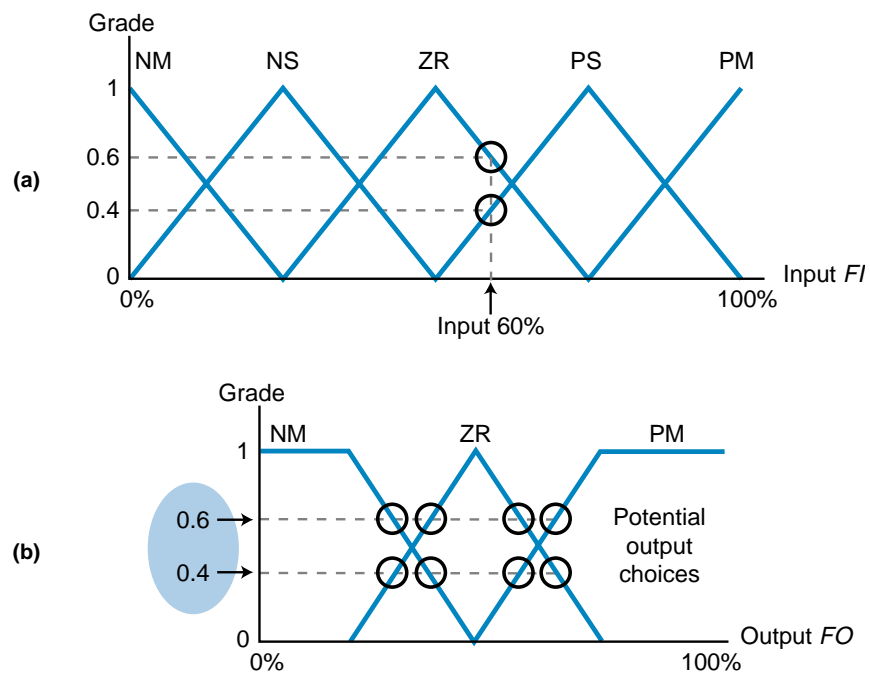 Grade
NM NS ZR PS PM
1
0.6
(a)
0.4
0
Input FI
0% 100%
Input 60%
Grade
NM ZR PM
1
0.6 Potential
(b) output
0.4 choices
0
Output FO
0% 100%